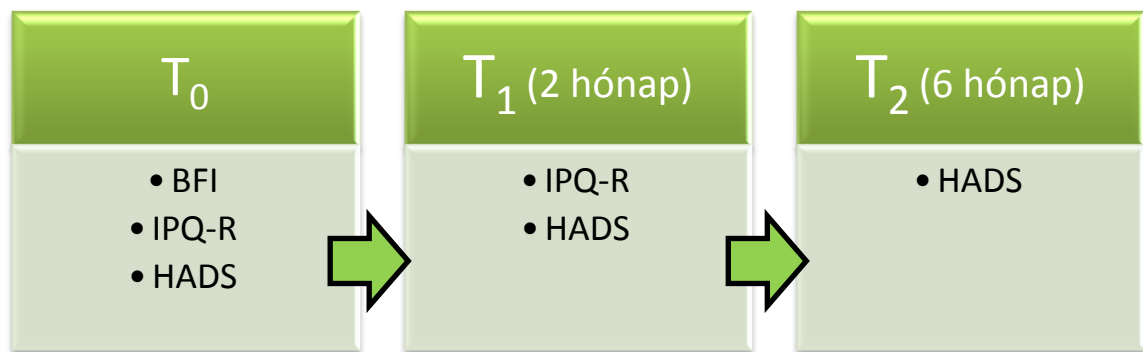 T₀
• BFI
• IPQ-R
• HADS
T₁ (2 hónap)
• IPQ-R
• HADS
T₂ (6 hónap)
• HADS